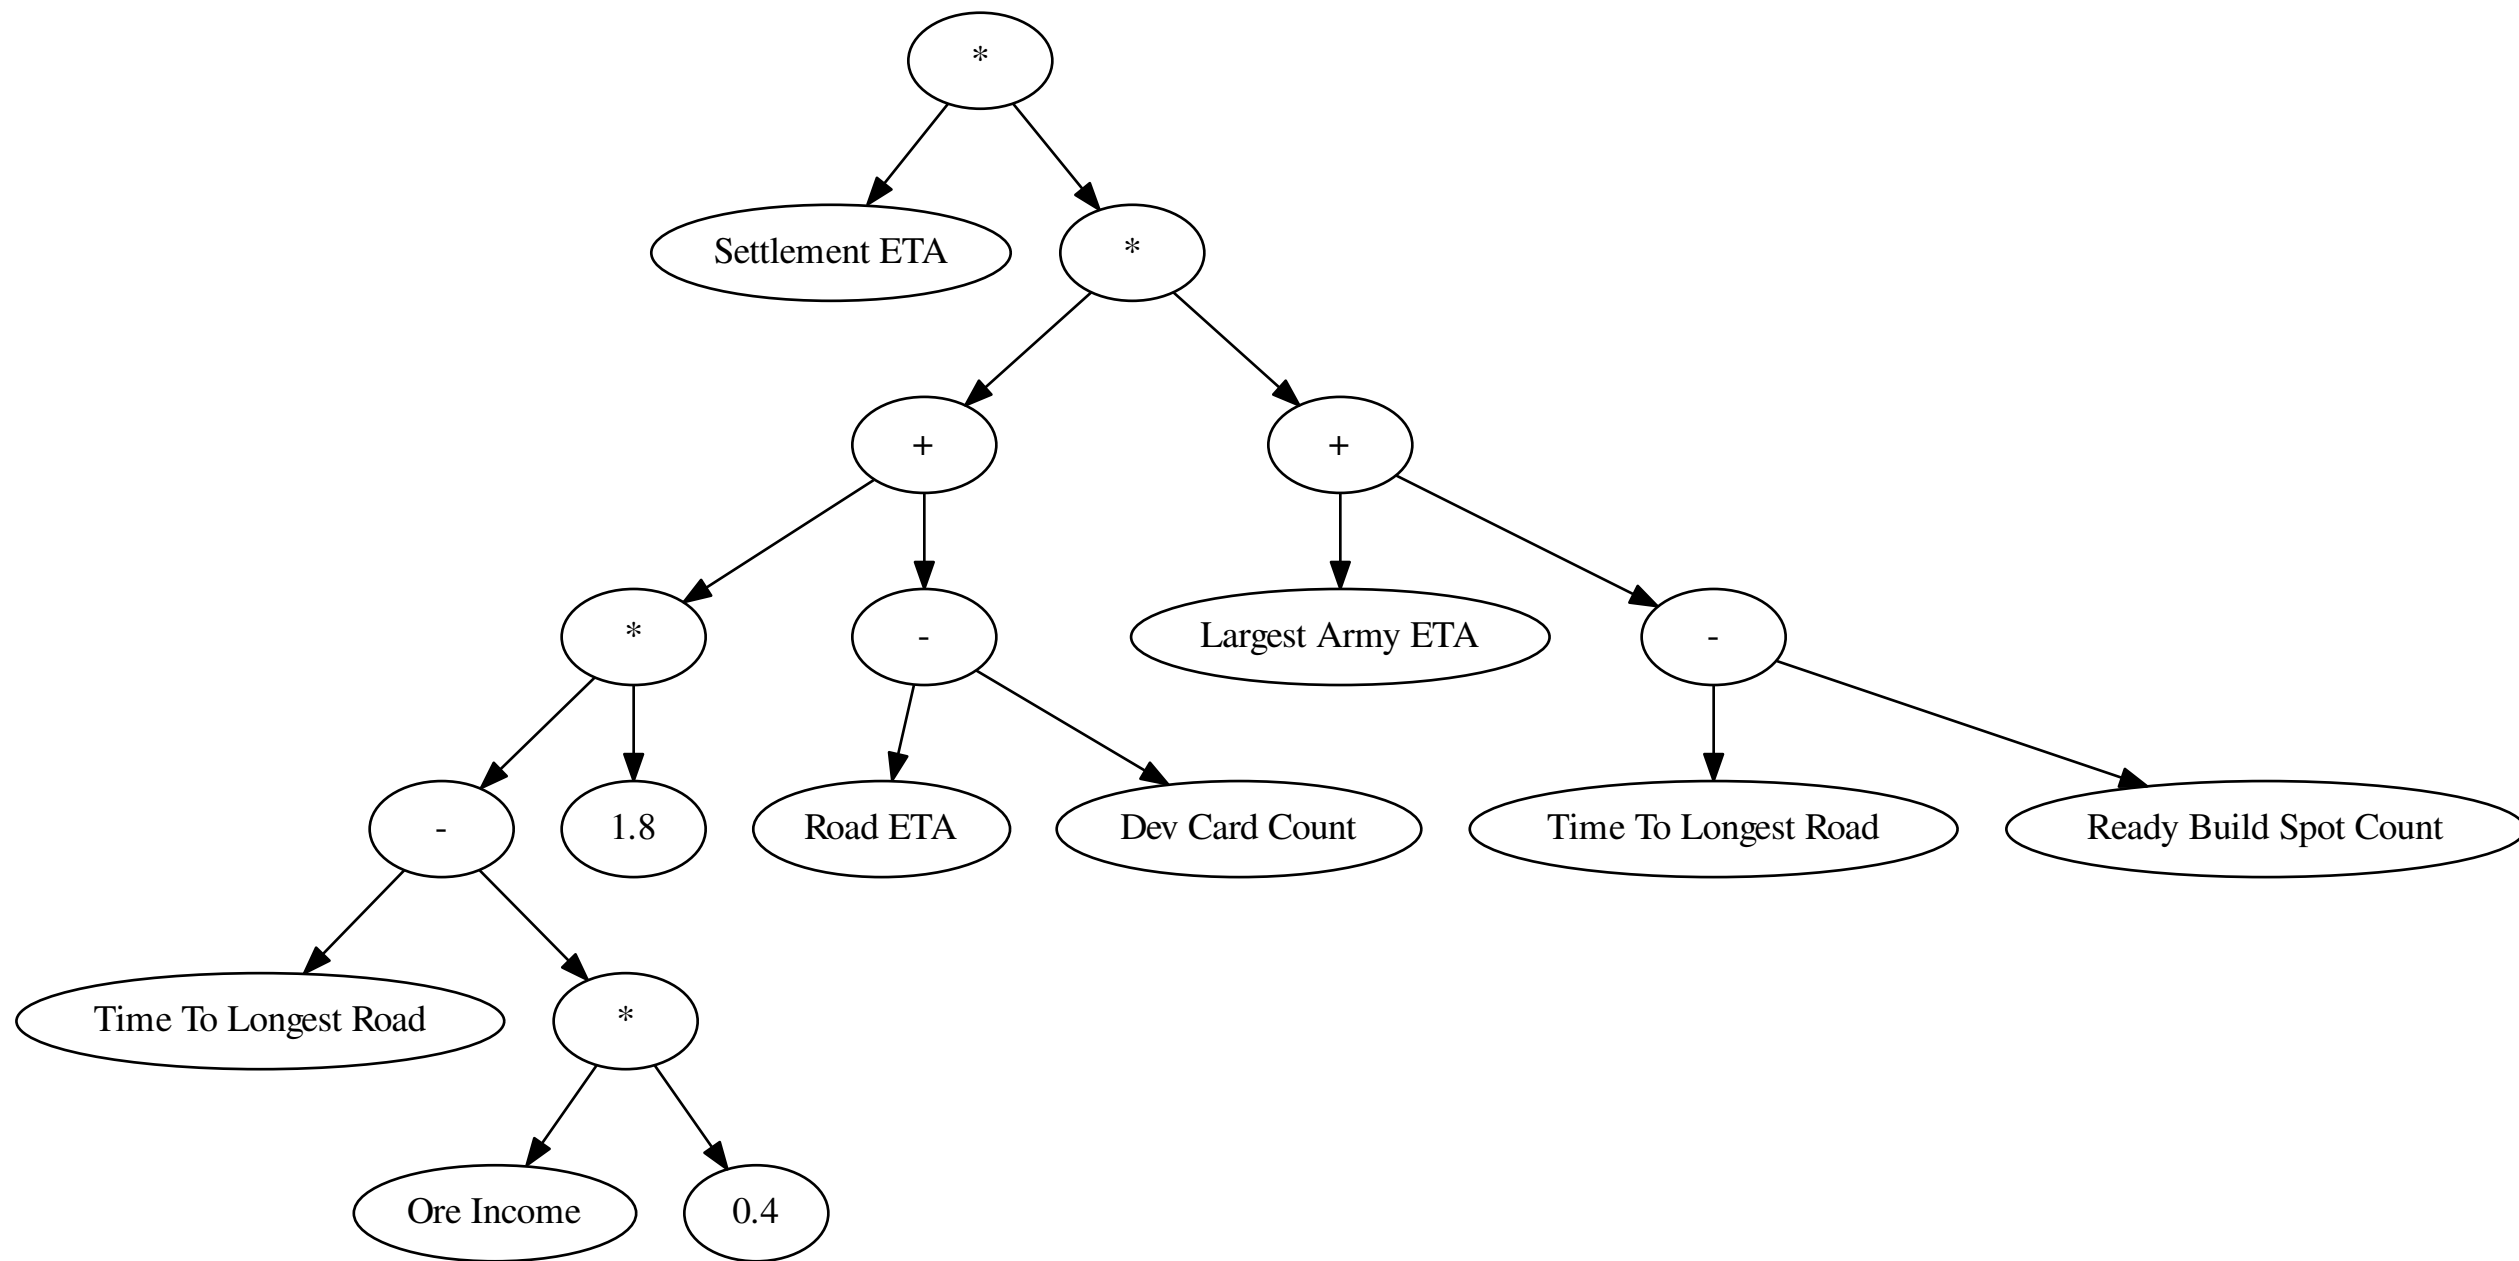 *
Settlement ETA
*
+
+
*
-
Largest Army ETA
-
-
1.8
Road ETA
Dev Card Count
Time To Longest Road
Ready Build Spot Count
Time To Longest Road
*
Ore Income
0.4